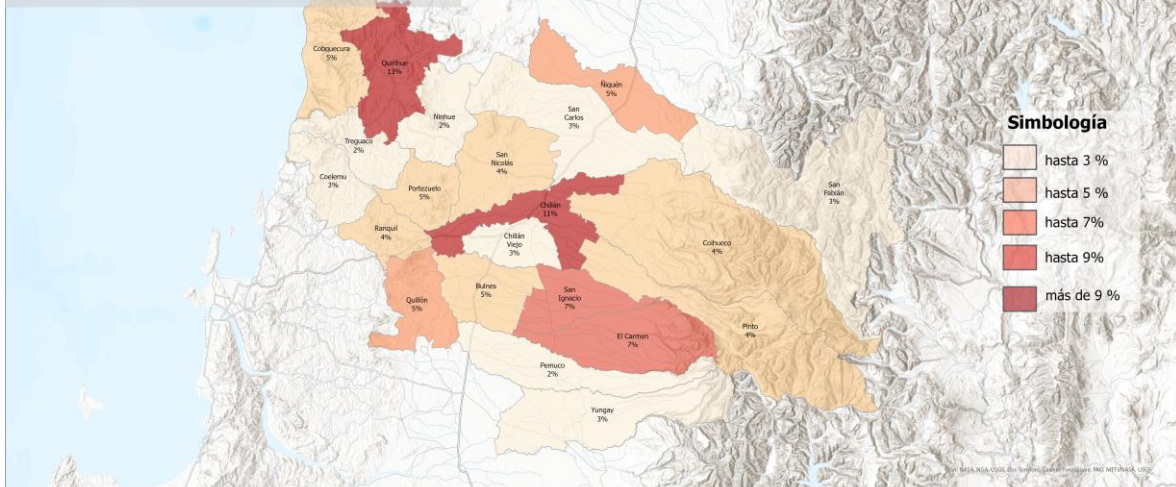 Cobquecura
5%
Quirihue
13%
Ñiquén
5%
Ninhue
2%
San
Carlos
3%
Treguaco
2%
San
Nicolás
4%
Coelemu
3%
Portezuelo
5%
San
Fabián
3%
Chillán
11%
Ranquil
4%
Chillán
Viejo
3%
Coihueco
4%
Bulnes
5%
San
Ignacio
7%
Quillón
5%
El Carmen
7%
Pinto
4%
Pemuco
2%
Yungay
3%
Simbología
hasta 3 %
hasta 5 %
hasta 7%
hasta 9%
más de 9 %